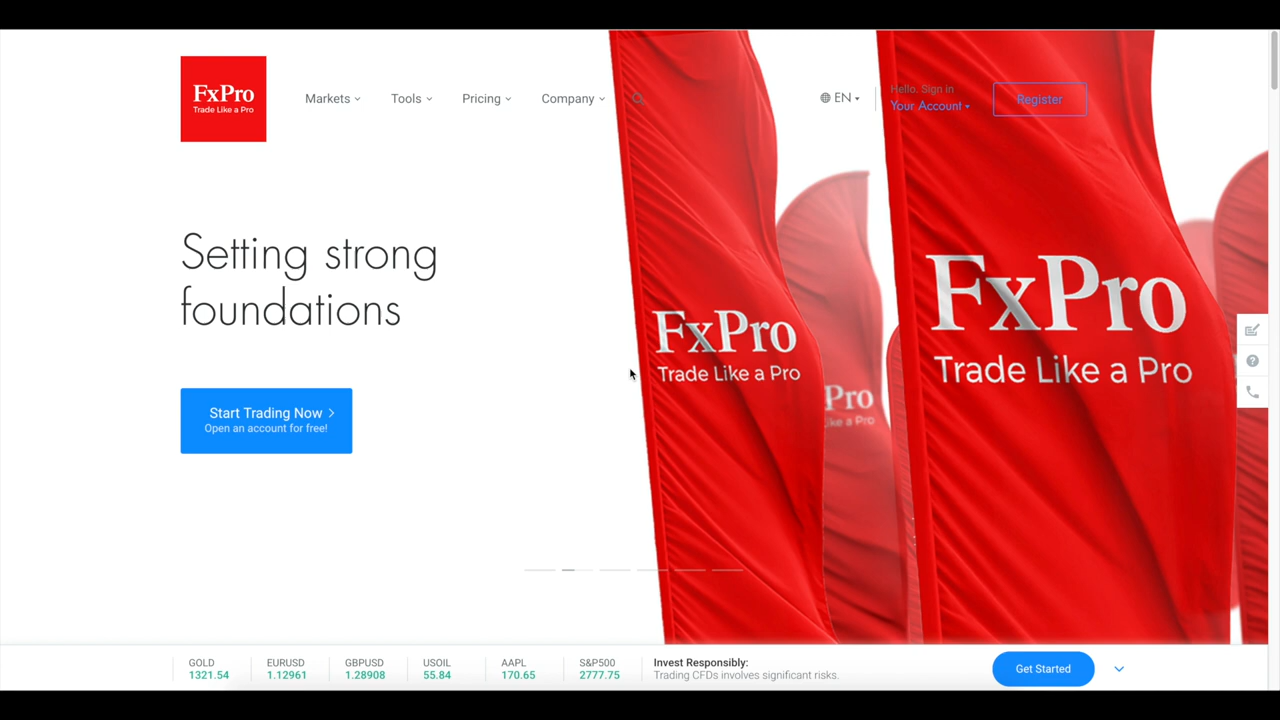 FxPro
Trade Like a Pro
Markets
Tools
Pricing
Company
EN
Hello. Sign in
Your Account
Register
Setting strong
foundations
Start Trading Now
Open an account for free!
FxPro
Trade Like a Pro
Pro
ike a Pro
FxPro
Trade Like a Pro
GOLD
1321.54
EURUSD
1.12961
GBPUSD
1.28908
USOIL
55.84
AAPL
170.65
S&P500
2777.75
Invest Responsibly:
Trading CFDs involves significant risks.
Get Started